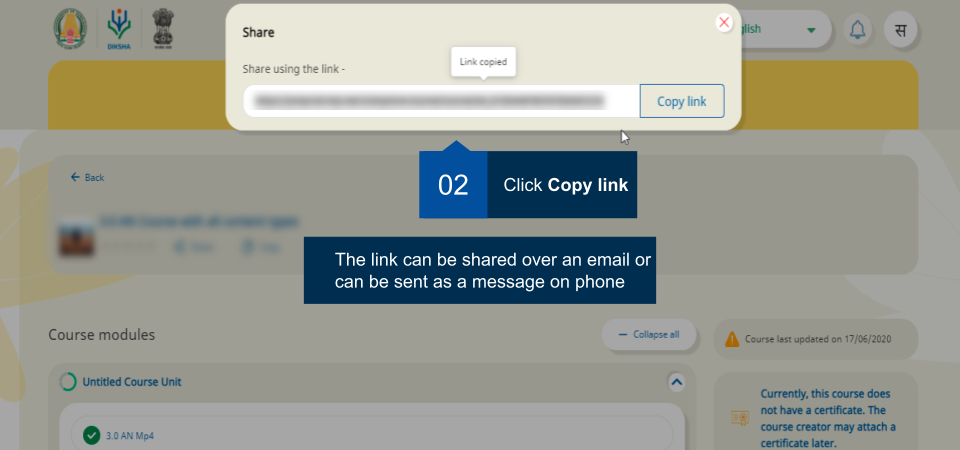 Share
Link copied
Share using the link -
Copy link
glish
स
DIKSHA
02
Click Copy link
Back
The link can be shared over an email or
can be sent as a message on phone
Course modules
Collapse all
Course last updated on 17/06/2020
Untitled Course Unit
Currently, this course does
not have a certificate. The
course creator may attach a
certificate later.
3.0 AN Mp4